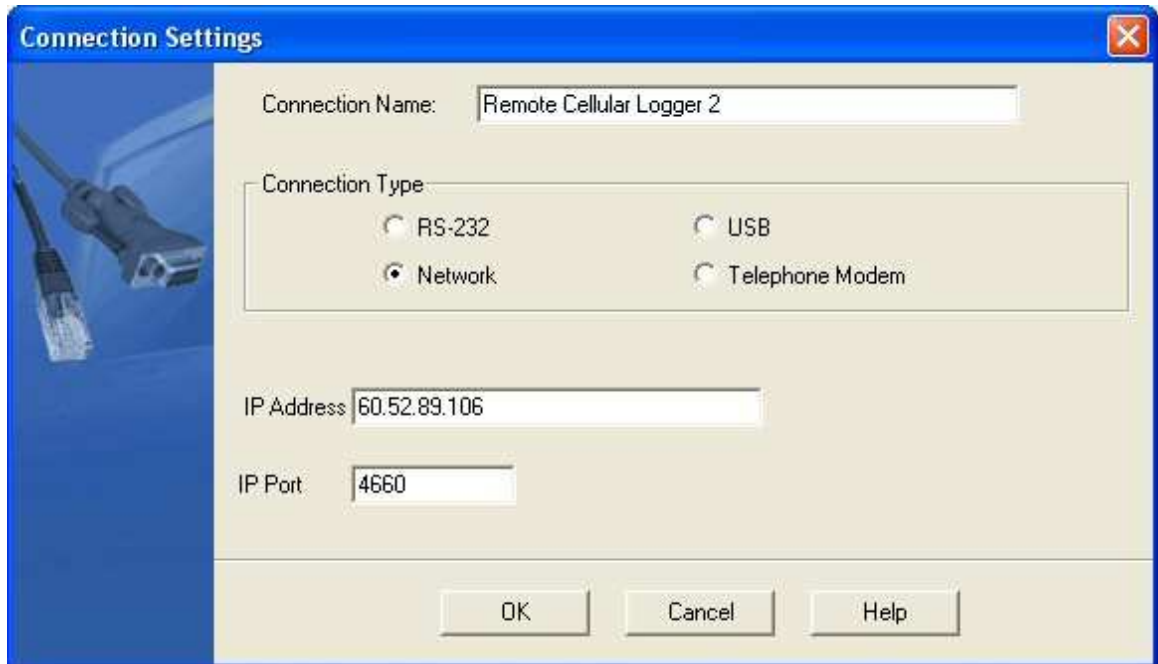 Connection Settings
Connection Name: Remote Cellular Logger 2
Connection Type
RS-232 USB
Network Telephone Modem
IP Address 60.52.89.106
IP Port 4660
OK Cancel Help